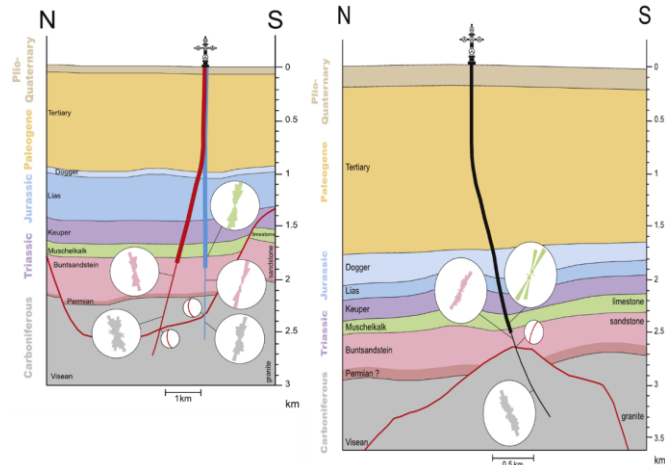 N
S
Plio-
Quaternary
Paleogene
Jurassic
Triassic
Carboniferous
Tertiary
Dogger
Lias
Keuper
Muschelkalk
Buntsandstein
Permian
Visean
limestone
sandstone
granite
0
0.5
1
1.5
2
2.5
3
km
1km
N
S
Plio-
Quaternary
Paleogene
Jurassic
Triassic
Carboniferous
Tertiary
Dogger
Lias
Keuper
Muschelkalk
Buntsandstein
Permian ?
Visean
limestone
sandstone
granite
0
0.5
1
1.5
2
2.5
3
3.5
km
0.5 km